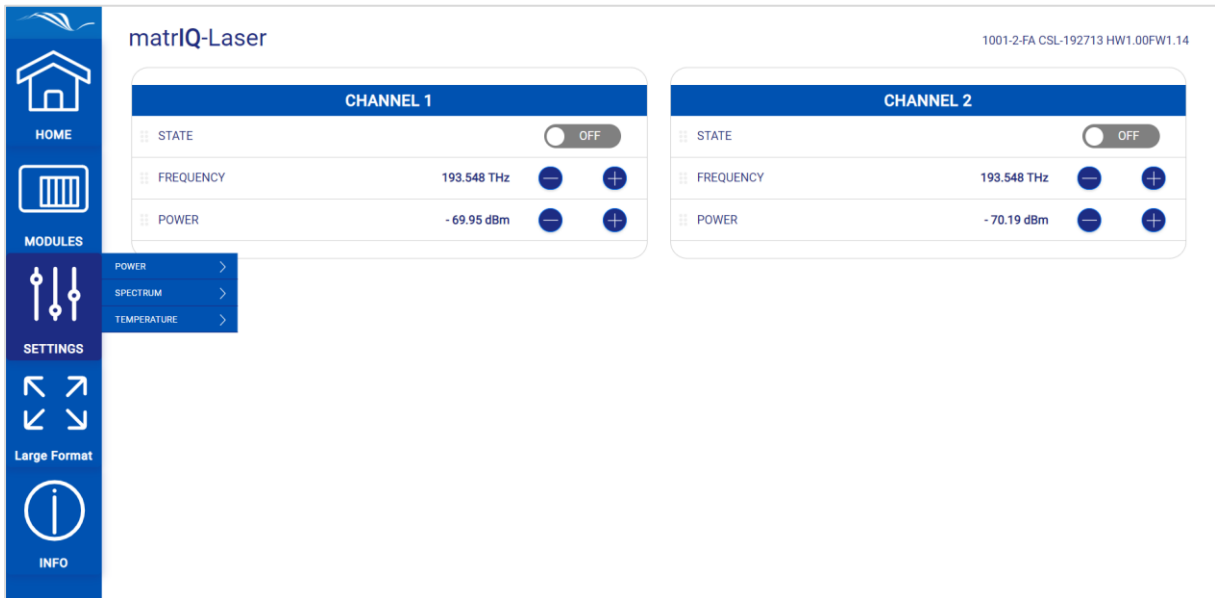 matrIQ-Laser
1001-2-FA CSL-192713 HW1.00FW1.14
HOME
MODULES
SETTINGS
Large Format
INFO
POWER
SPECTRUM
TEMPERATURE
CHANNEL 1
STATE OFF
FREQUENCY 193.548 THz
POWER - 69.95 dBm
CHANNEL 2
STATE OFF
FREQUENCY 193.548 THz
POWER - 70.19 dBm